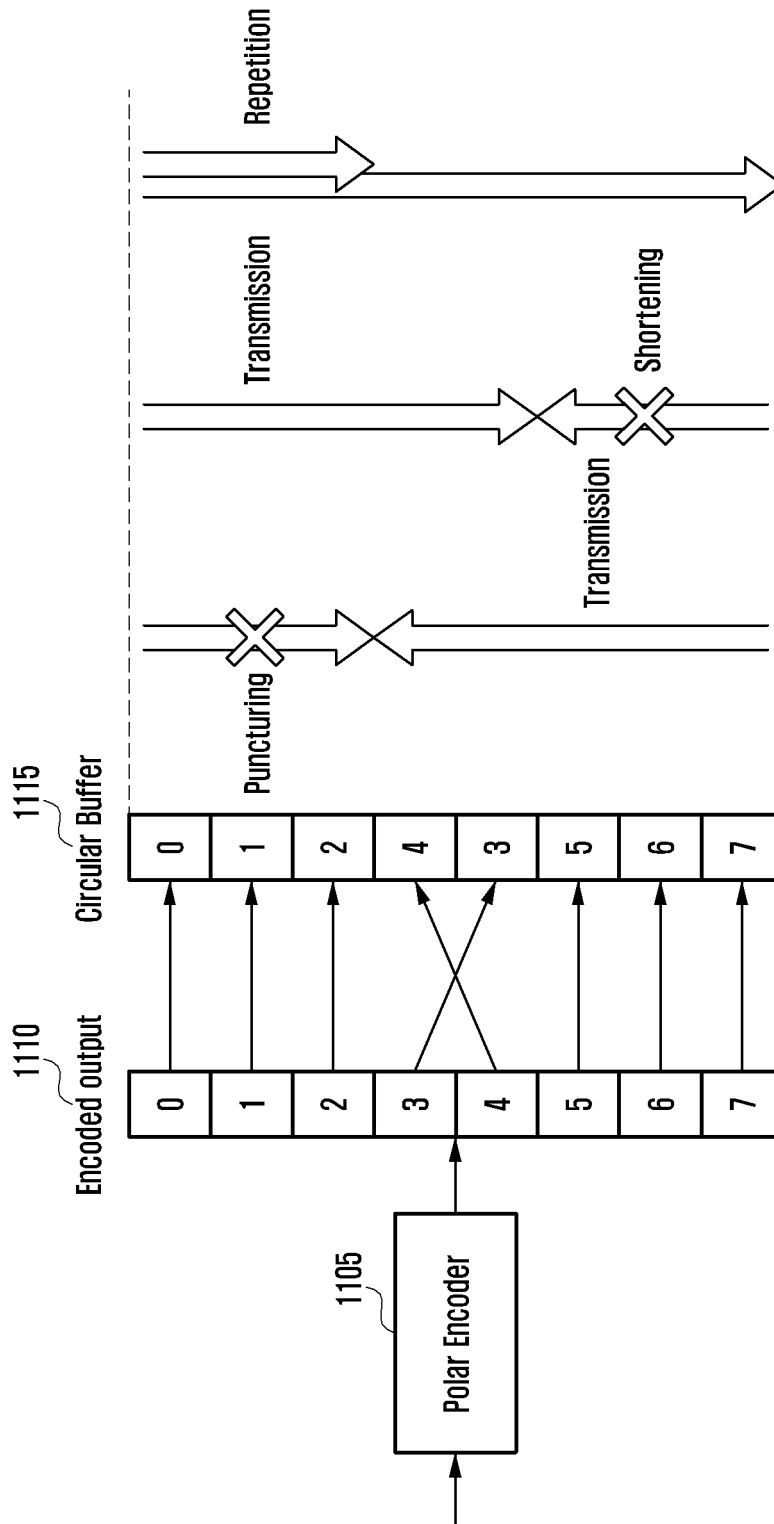 1105
Polar Encoder
1110
Encoded output
0
1
2
3
4
5
6
7
1115
Circular Buffer
0
1
2
4
3
5
6
7
Puncturing
Transmission
Transmission
Shortening
Repetition